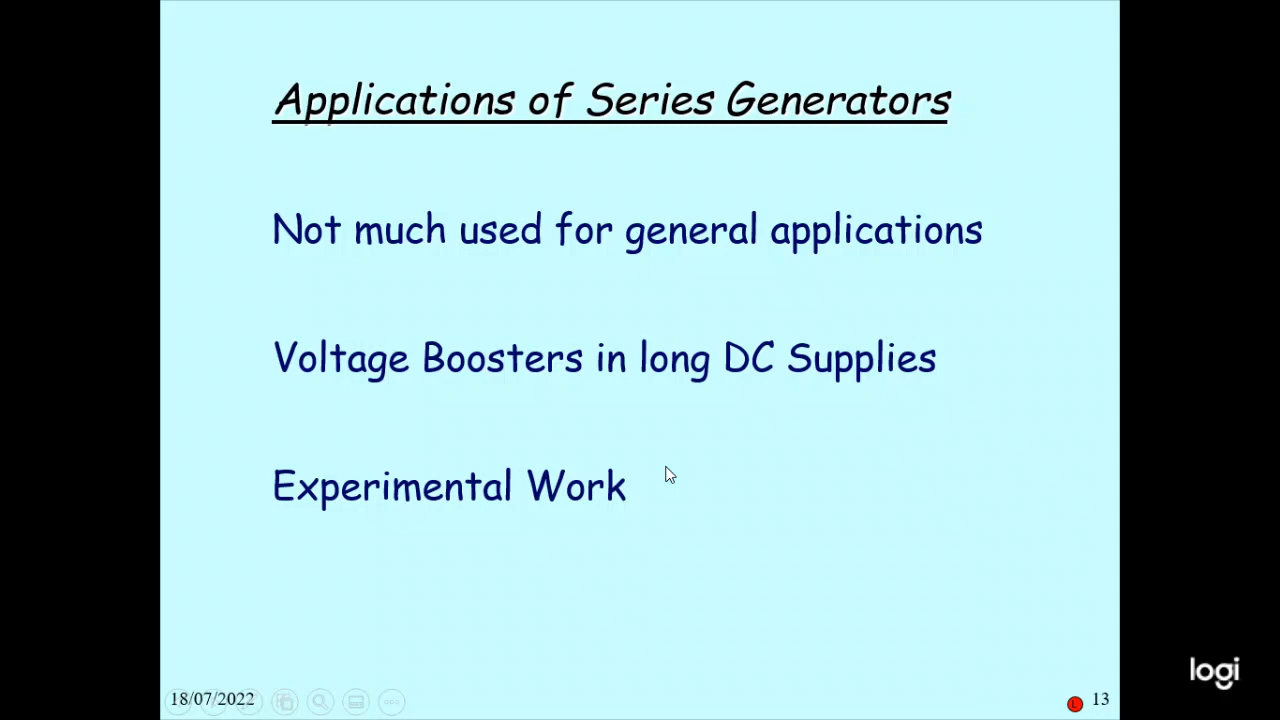 Applications of Series Generators
Not much used for general applications
Voltage Boosters in long DC Supplies
Experimental Work
18/07/2022
L
13
logi